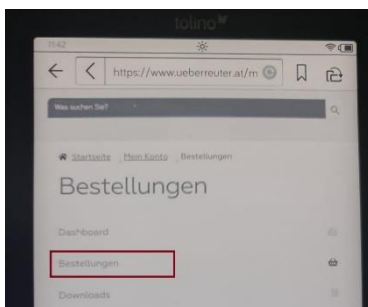 tolino
11:42
https://www.ueberreuter.at/m
Was suchen Sie?
Startseite Mein Konto Bestellungen
Bestellungen
Dashboard
Bestellungen
Downloads